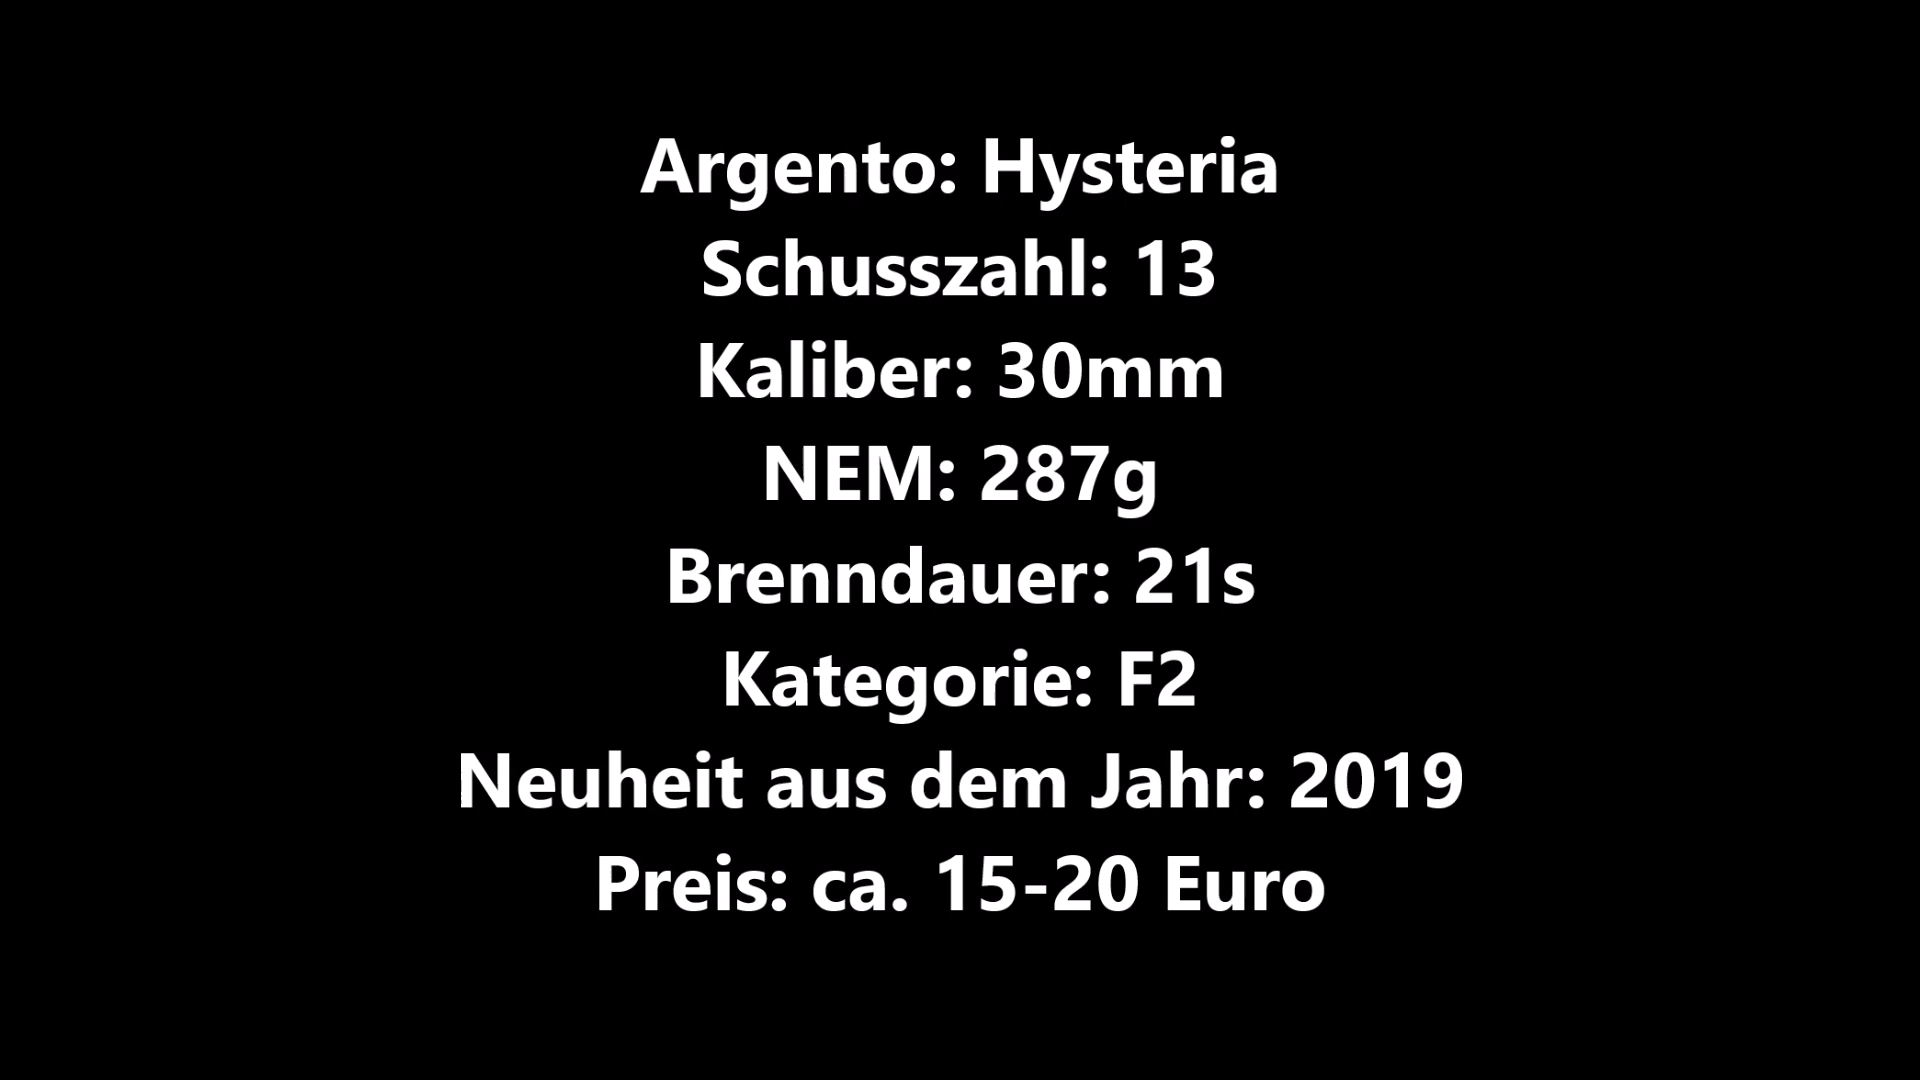 Argento: Hysteria
Schusszahl: 13
Kaliber: 30mm
NEM: 287g
Brenndauer: 21s
Kategorie: F2
Neuheit aus dem Jahr: 2019
Preis: ca. 15-20 Euro